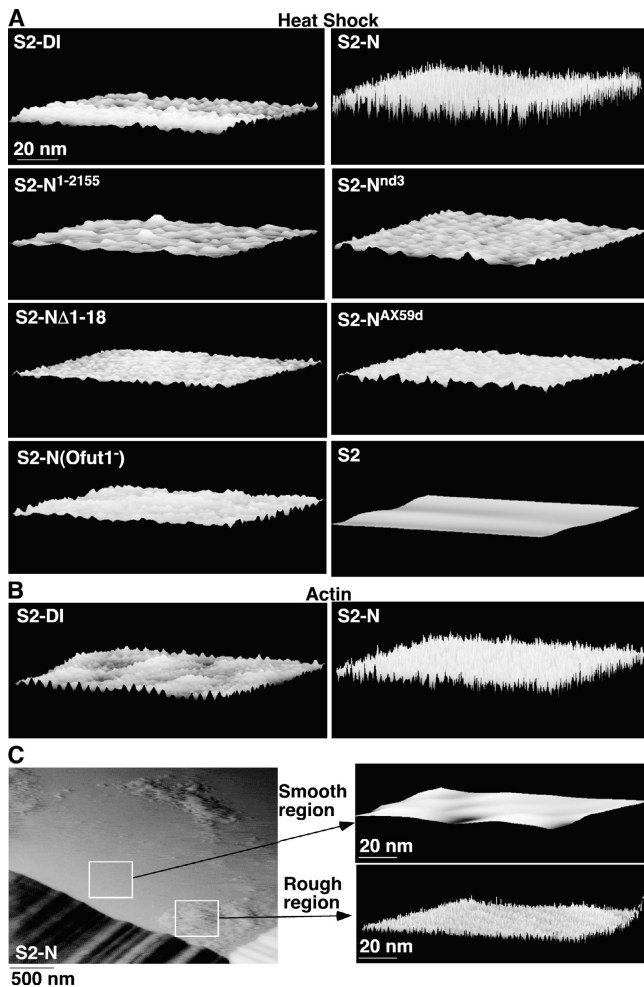 A
Heat Shock
S2-Dl
S2-N
20 nm
S2-N1-2155
S2-Nnd3
S2-NΔ1-18
S2-NAX59d
S2-N(Ofut1-)
S2
B
Actin
S2-Dl
S2-N
C
Smooth
region
20 nm
Rough
region
S2-N
20 nm
500 nm